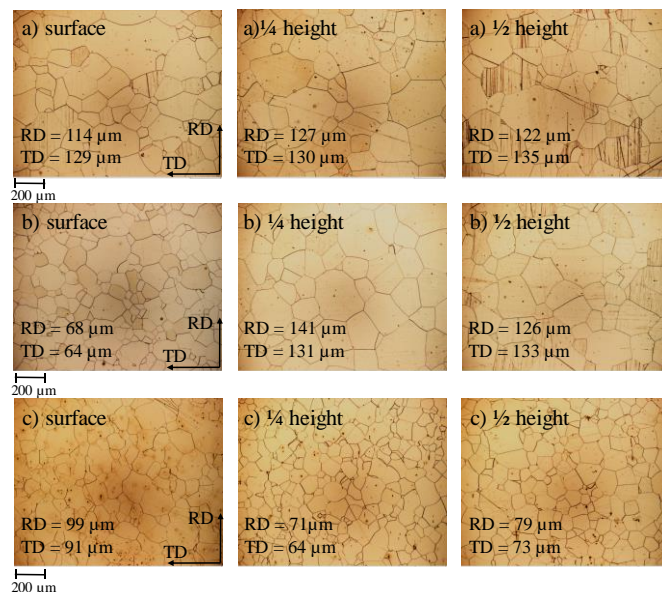 a) surface
RD = 114 µm
TD = 129 µm
RD
TD
200 µm
a)¼ height
RD = 127 µm
TD = 130 µm
a) ½ height
RD = 122 µm
TD = 135 µm
b) surface
RD = 68 µm
TD = 64 µm
RD
TD
200 µm
b) ¼ height
RD = 141 µm
TD = 131 µm
b) ½ height
RD = 126 µm
TD = 133 µm
c) surface
RD = 99 µm
TD = 91 µm
RD
TD
200 µm
c) ¼ height
RD = 71µm
TD = 64 µm
c) ½ height
RD = 79 µm
TD = 73 µm